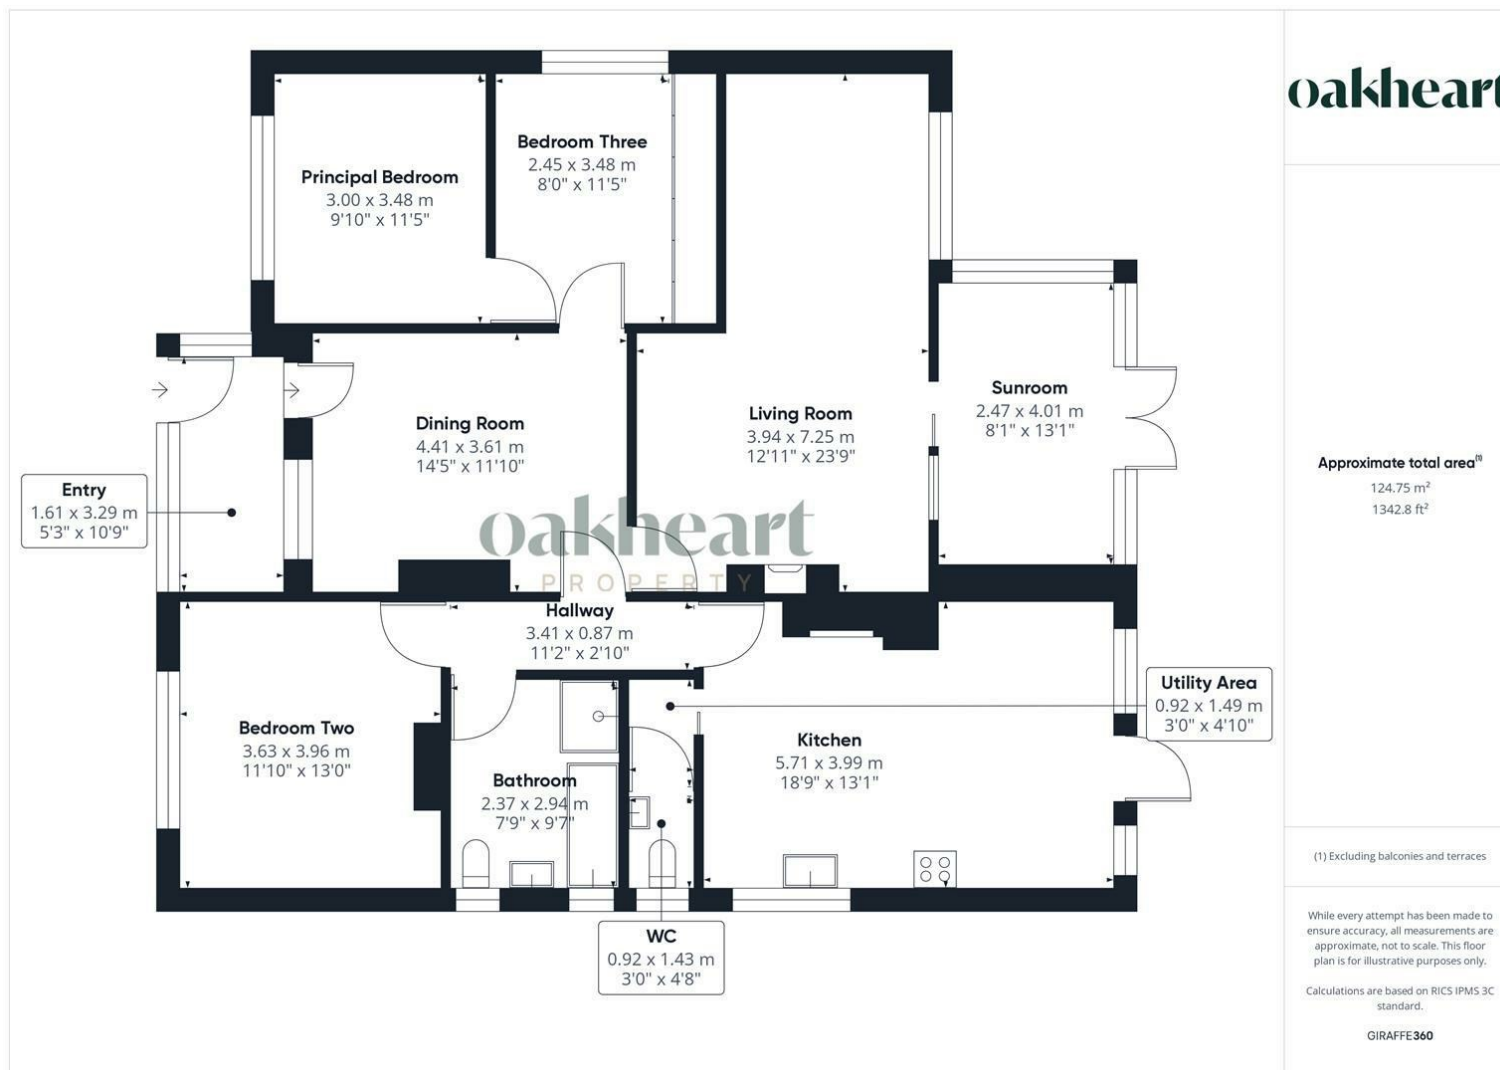 Principal Bedroom
3.00 x 3.48 m
9'10" x 11'5"
Bedroom Three
2.45 x 3.48 m
8'0" x 11'5"
Dining Room
4.41 x 3.61 m
14'5" x 11'10"
Living Room
3.94 x 7.25 m
12'11" x 23'9"
Sunroom
2.47 x 4.01 m
8'1" x 13'1"
Entry
1.61 x 3.29 m
5'3" x 10'9"
oakheart
PROPERTY
Hallway
3.41 x 0.87 m
11'2" x 2'10"
Bedroom Two
3.63 x 3.96 m
11'10" x 13'0"
Bathroom
2.37 x 2.94 m
7'9" x 9'7"
Kitchen
5.71 x 3.99 m
18'9" x 13'1"
Utility Area
0.92 x 1.49 m
3'0" x 4'10"
WC
0.92 x 1.43 m
3'0" x 4'8"
oakheart
Approximate total area(1)
124.75 m²
1342.8 ft²
(1) Excluding balconies and terraces
While every attempt has been made to
ensure accuracy, all measurements are
approximate, not to scale. This floor
plan is for illustrative purposes only.
Calculations are based on RICS IPMS 3C
standard.
GIRAFFE360